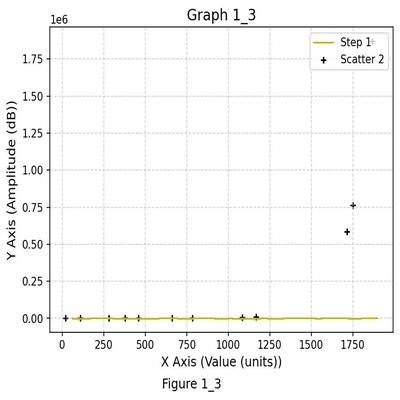 Graph 1_3
1e6
Step 1
Scatter 2
Y Axis (Amplitude (dB))
1.75
1.50
1.25
1.00
0.75
0.50
0.25
0.00
0 250 500 750 1000 1250 1500 1750
X Axis (Value (units))
Figure 1_3